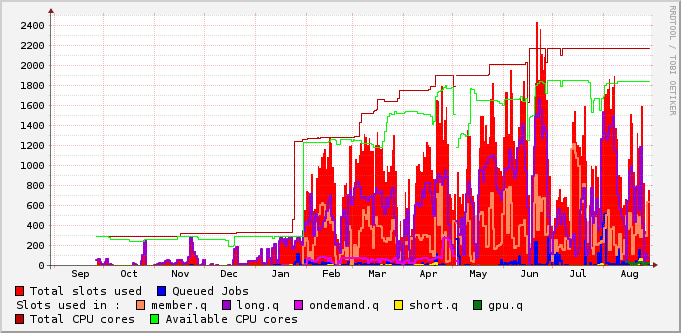 2400
2200
2000
1800
1600
1400
1200
1000
800
600
400
200
0
Sep Oct Nov Dec Jan Feb Mar Apr May Jun Jul Aug
RRDTOOL / TOBI OETIKER
Total slots used Queued Jobs
Slots used in : member.q long.q ondemand.q short.q gpu.q
Total CPU cores Available CPU cores